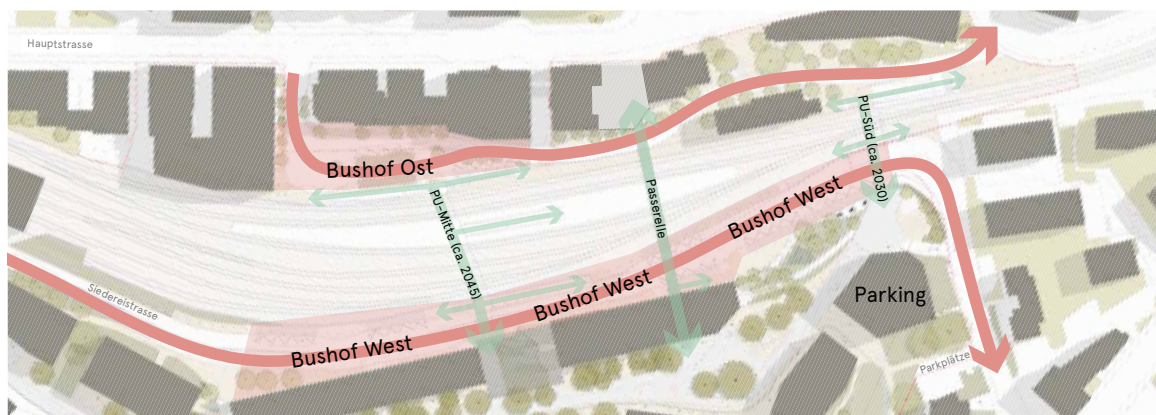 Hauptstrasse
Bushof Ost
PU-Süd (ca. 2030)
PU-Mitte (ca. 2045)
Passerelle
Bushof West
Siedereistrasse
Bushof West
Parking
Bushof West
Parkplätze